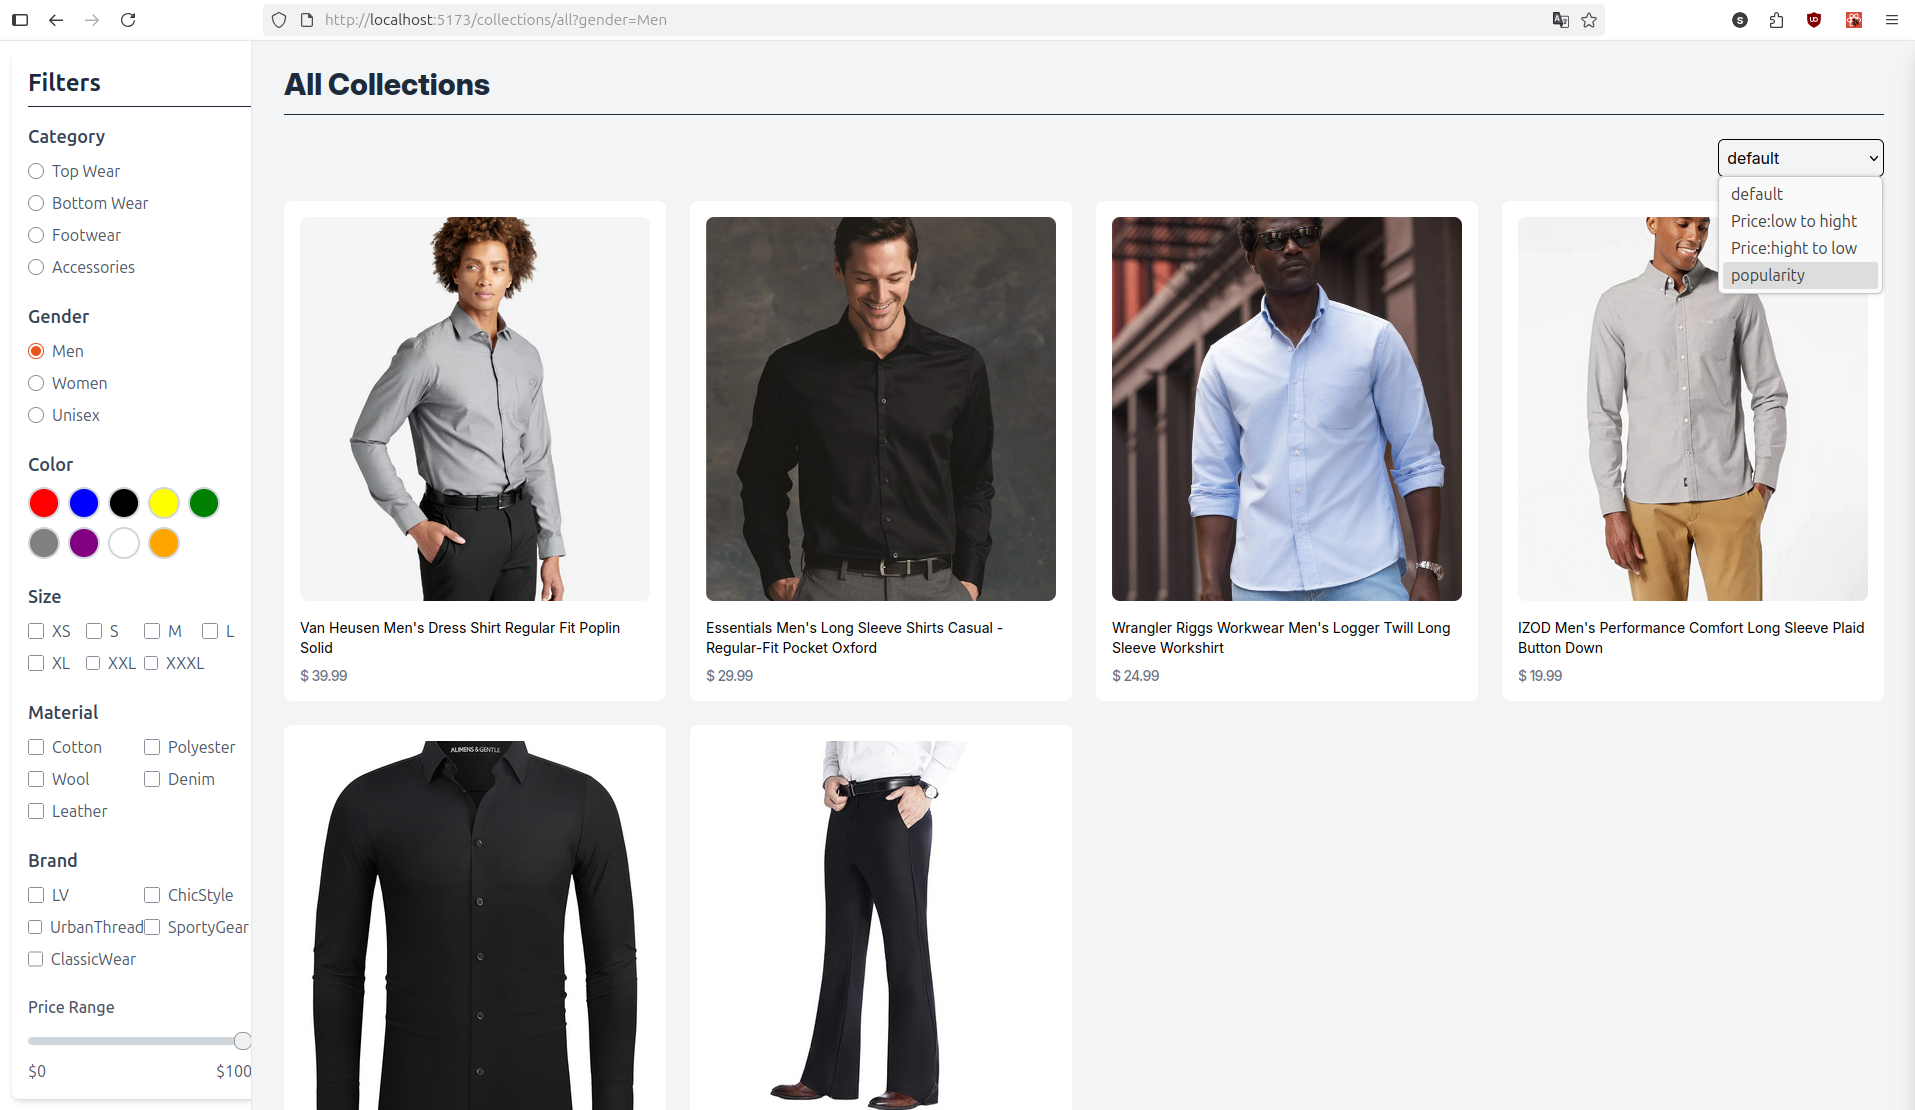 http://localhost:5173/collections/all?gender=Men
S
UO
Filters
Category
Top Wear
Bottom Wear
Footwear
Accessories
Gender
Men
Women
Unisex
Color
Size
XS S M L
XL XXL XXXL
Material
Cotton Polyester
Wool Denim
Leather
Brand
LV ChicStyle
UrbanThread SportyGear
ClassicWear
Price Range
$0 $100
All Collections
default
default
Price:low to hight
Price:hight to low
popularity
Van Heusen Men's Dress Shirt Regular Fit Poplin
Solid
$ 39.99
Essentials Men's Long Sleeve Shirts Casual -
Regular-Fit Pocket Oxford
$ 29.99
Wrangler Riggs Workwear Men's Logger Twill Long
Sleeve Workshirt
$ 24.99
IZOD Men's Performance Comfort Long Sleeve Plaid
Button Down
$ 19.99
ALIMENS & GENTLE